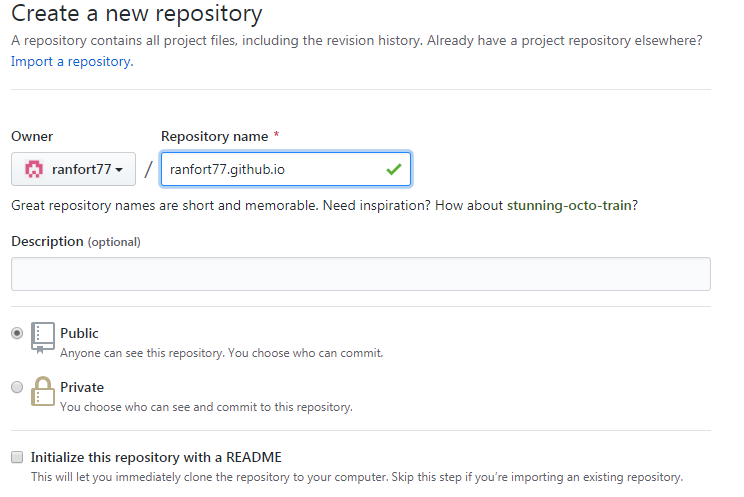 Create a new repository
A repository contains all project files, including the revision history. Already have a project repository elsewhere?
Import a repository.
Owner
Repository name *
ranfort77 / ranfort77.github.io
Great repository names are short and memorable. Need inspiration? How about stunning-octo-train?
Description (optional)
Public
Anyone can see this repository. You choose who can commit.
Private
You choose who can see and commit to this repository.
Initialize this repository with a README
This will let you immediately clone the repository to your computer. Skip this step if you're importing an existing repository.